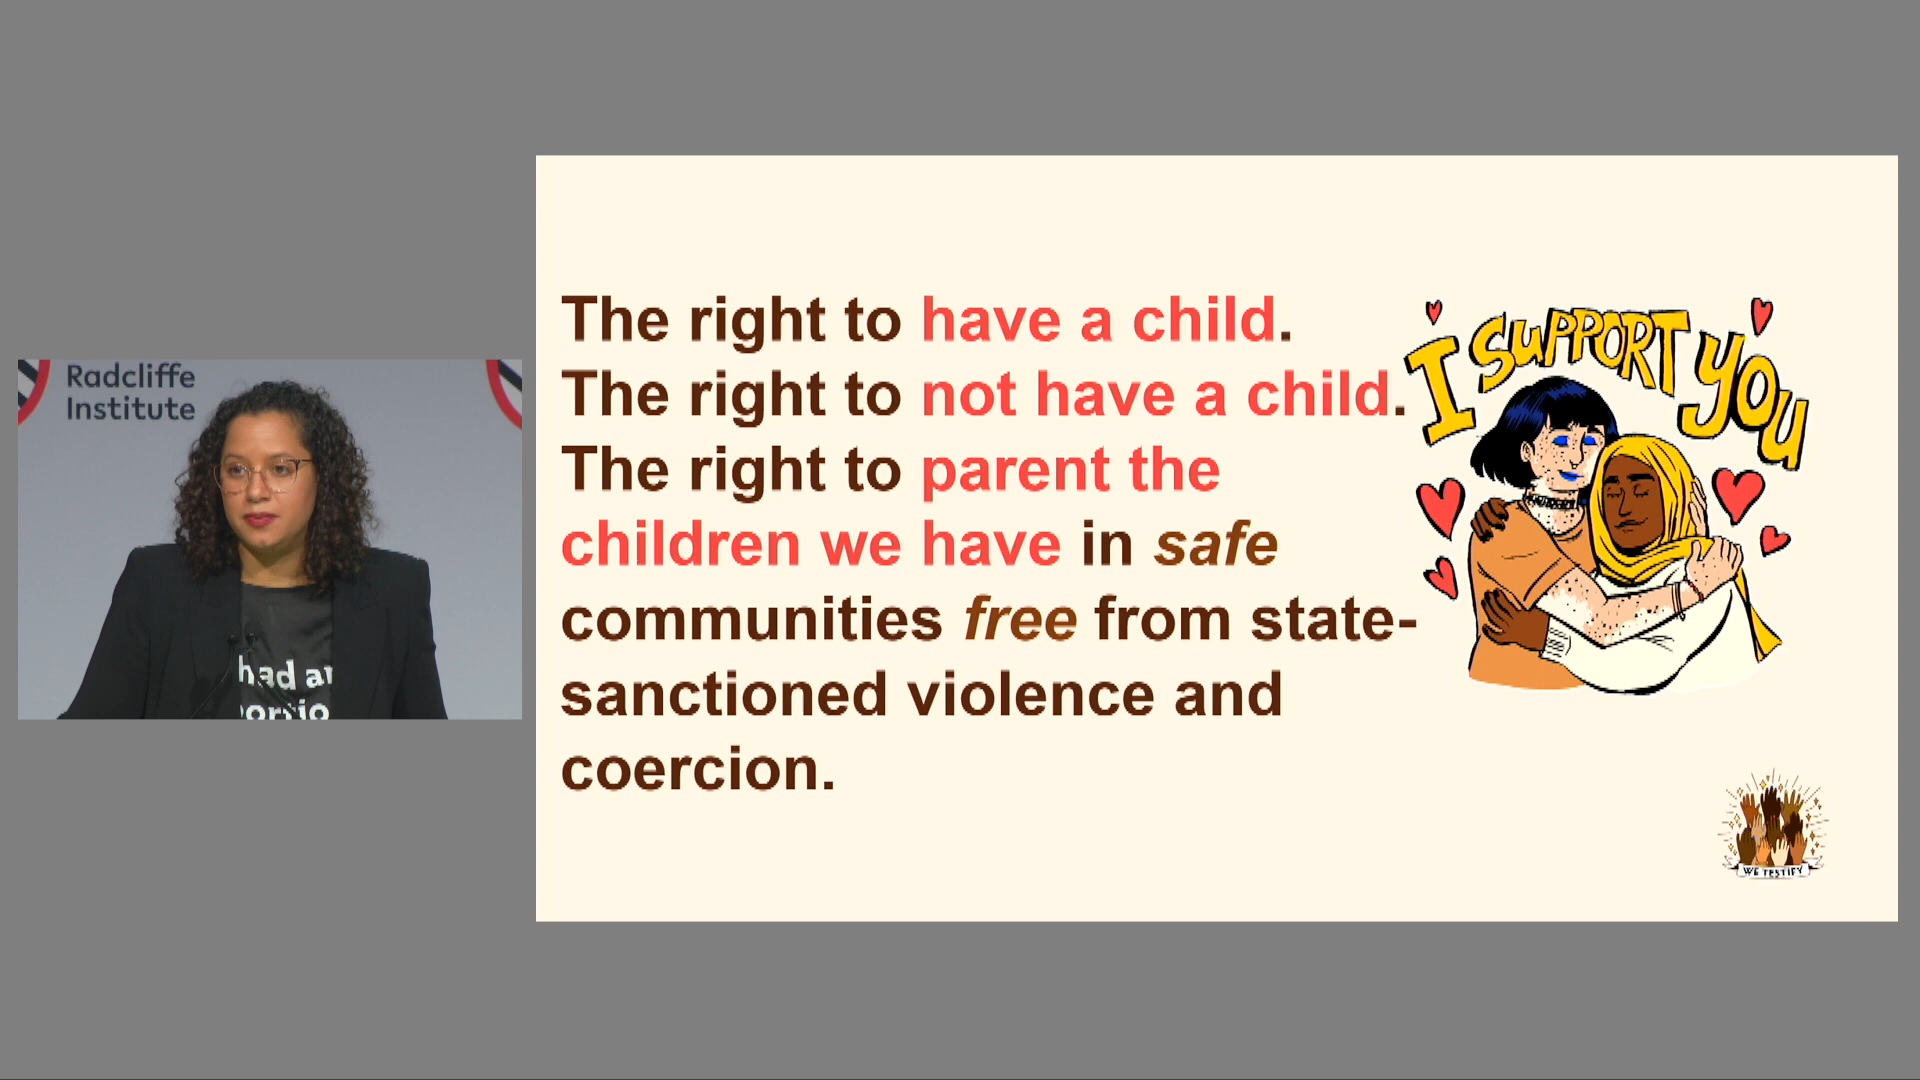 Radcliffe
Institute
had an
The right to have a child.
The right to not have a child.
The right to parent the
children we have in safe
communities free from state-
sanctioned violence and
coercion.
I SUPPORT YOU
WE TESTIFY